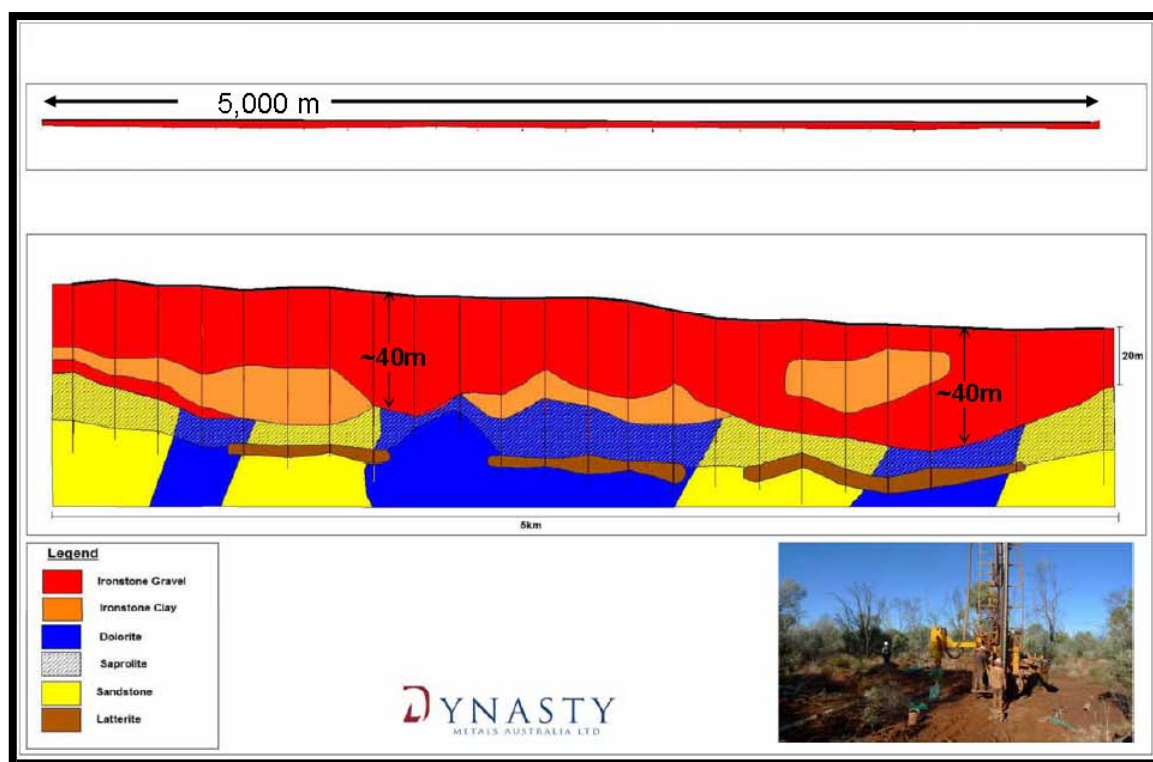 5,000 m
~40m
~40m
20m
5km
Legend
Ironstone Gravel
Ironstone Clay
Dolorite
Saprolite
Sandstone
Latterite
DYNASTY
METALS AUSTRALIA LTD